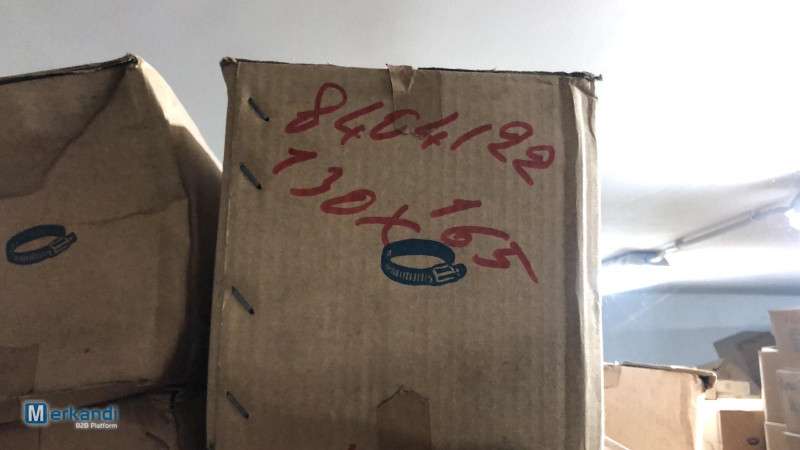 8404122
130x165
Merkandi
B2B Platform